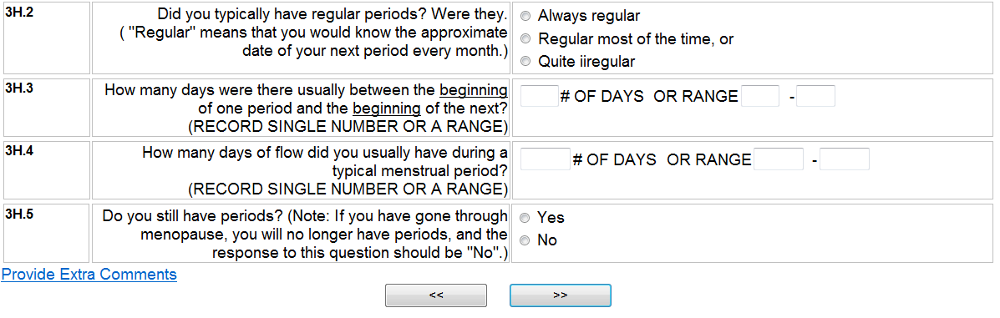 3H.2
Did you typically have regular periods? Were they.
( "Regular" means that you would know the approximate
date of your next period every month.)
Always regular
Regular most of the time, or
Quite iiregular
3H.3
How many days were there usually between the beginning
of one period and the beginning of the next?
(RECORD SINGLE NUMBER OR A RANGE)
# OF DAYS OR RANGE -
3H.4
How many days of flow did you usually have during a
typical menstrual period?
(RECORD SINGLE NUMBER OR A RANGE)
# OF DAYS OR RANGE -
3H.5
Do you still have periods? (Note: If you have gone through
menopause, you will no longer have periods, and the
response to this question should be "No".)
Yes
No
Provide Extra Comments
<< >>